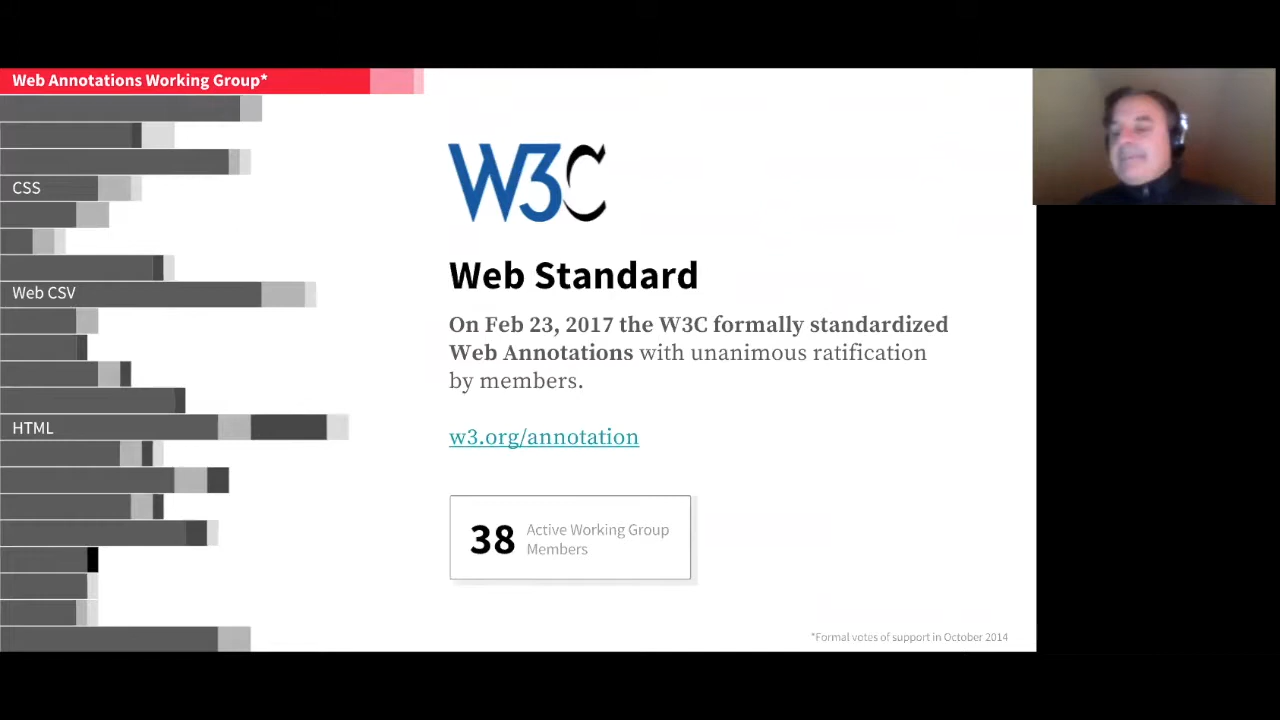 Web Annotations Working Group*
CSS
Web CSV
HTML
W3C
Web Standard
On Feb 23, 2017 the W3C formally standardized
Web Annotations with unanimous ratification
by members.
w3.org/annotation
38 Active Working Group
Members
*Formal votes of support in October 2014